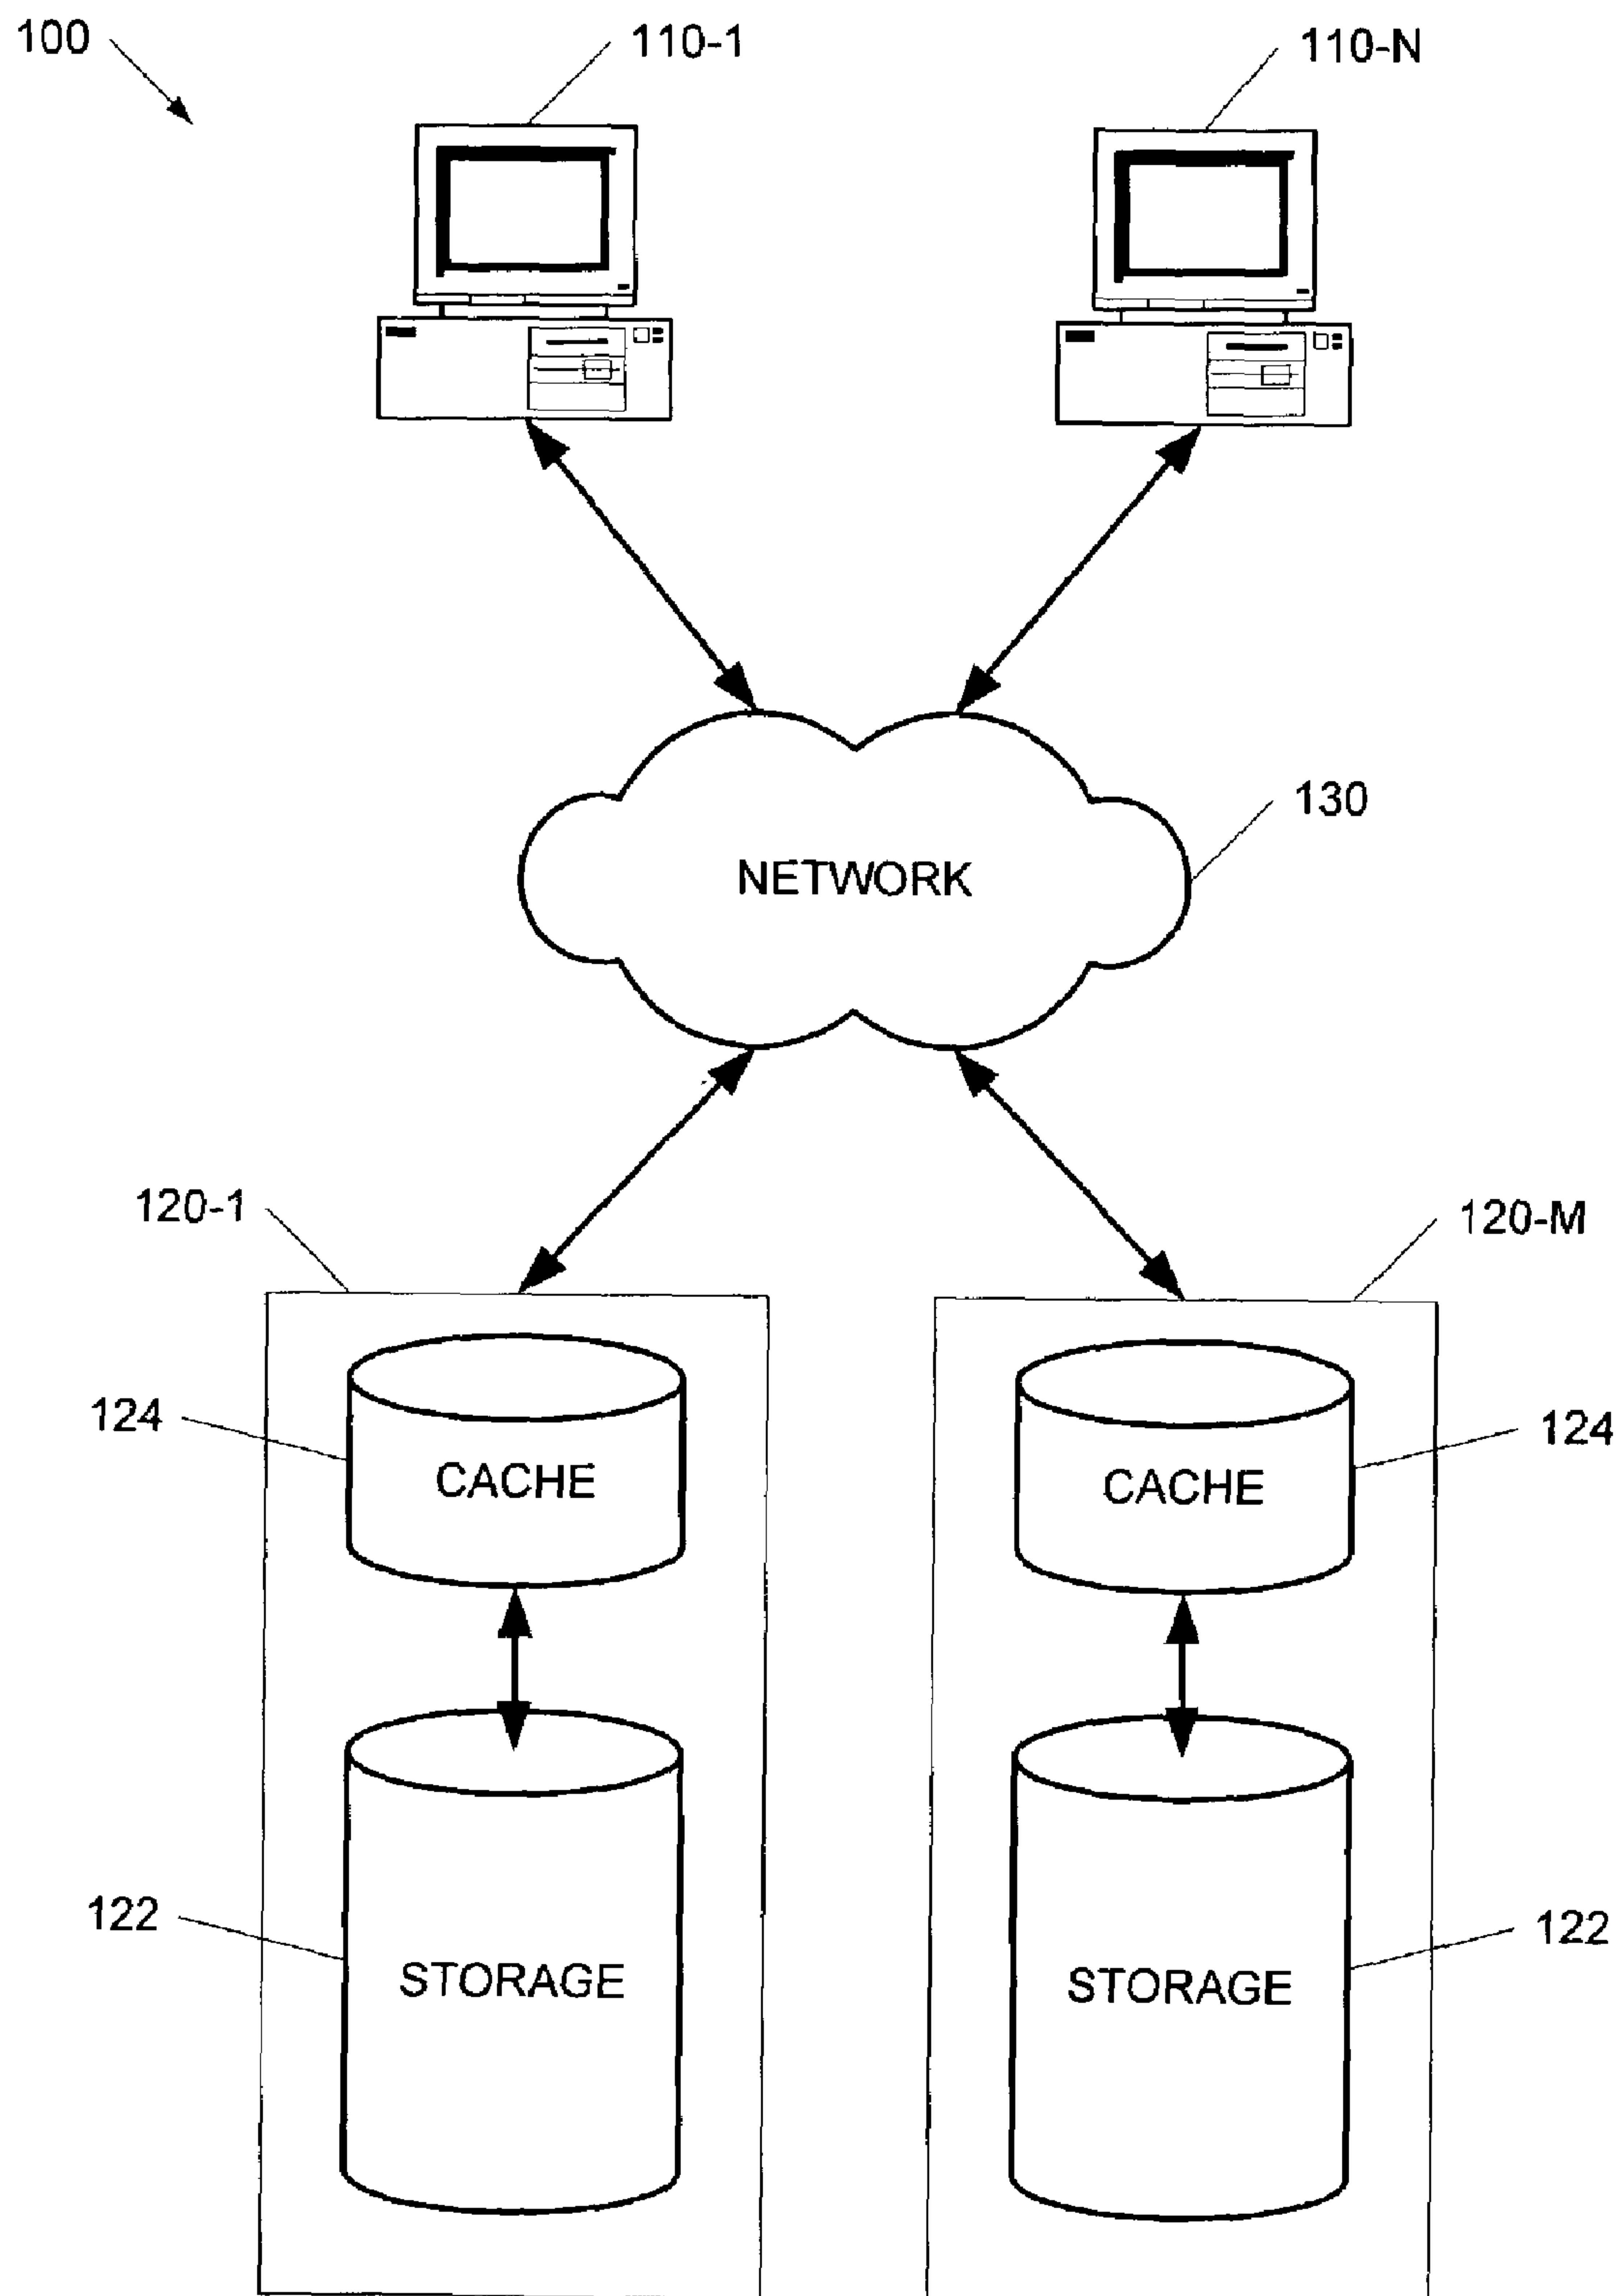 100
110-1
110-N
130
NETWORK
120-1
120-M
124
CACHE
CACHE
124
122
STORAGE
STORAGE
122